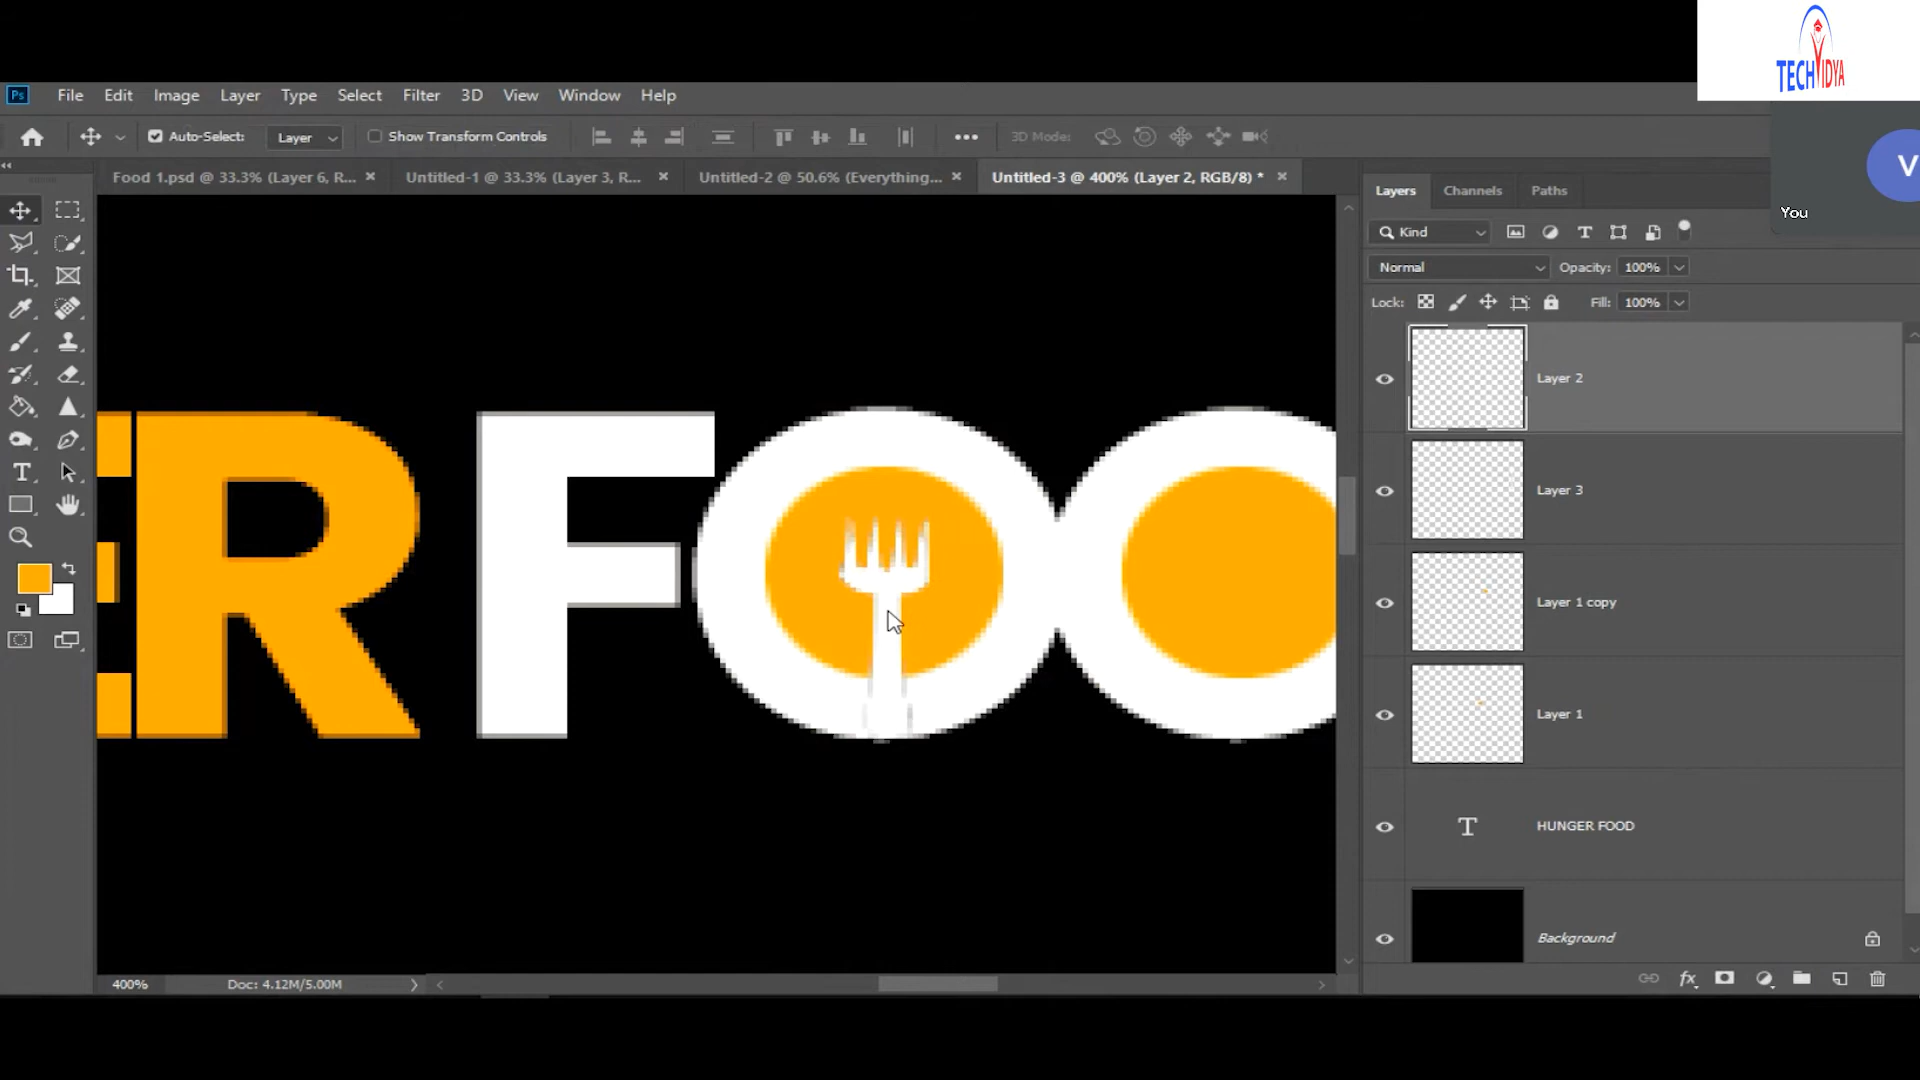 TECHVIDYA
Ps File Edit Image Layer Type Select Filter 3D View Window Help
Auto-Select: Layer Show Transform Controls 3D Mode:
V
You
Food 1.psd @ 33.3% (Layer 6, R... Untitled-1 @ 33.3% (Layer 3, R... Untitled-2 @ 50.6% (Everything... Untitled-3 @ 400% (Layer 2, RGB/8) *
Layers Channels Paths
Kind
Normal Opacity: 100%
Lock: Fill: 100%
ER FOO
Layer 2
Layer 3
Layer 1 copy
Layer 1
HUNGER FOOD
Background
400% Doc: 4.12M/5.00M